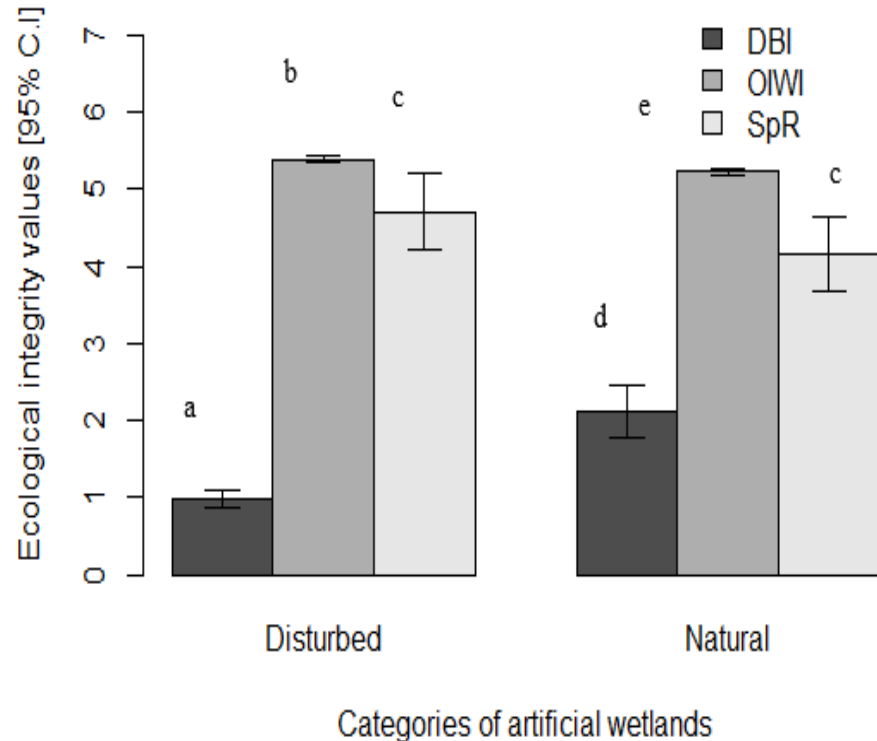 Ecological integrity values [95% C.I]
7
6
5
4
3
2
1
0
DBI
OIWI
SpR
a
b
c
d
e
c
Disturbed
Natural
Categories of artificial wetlands